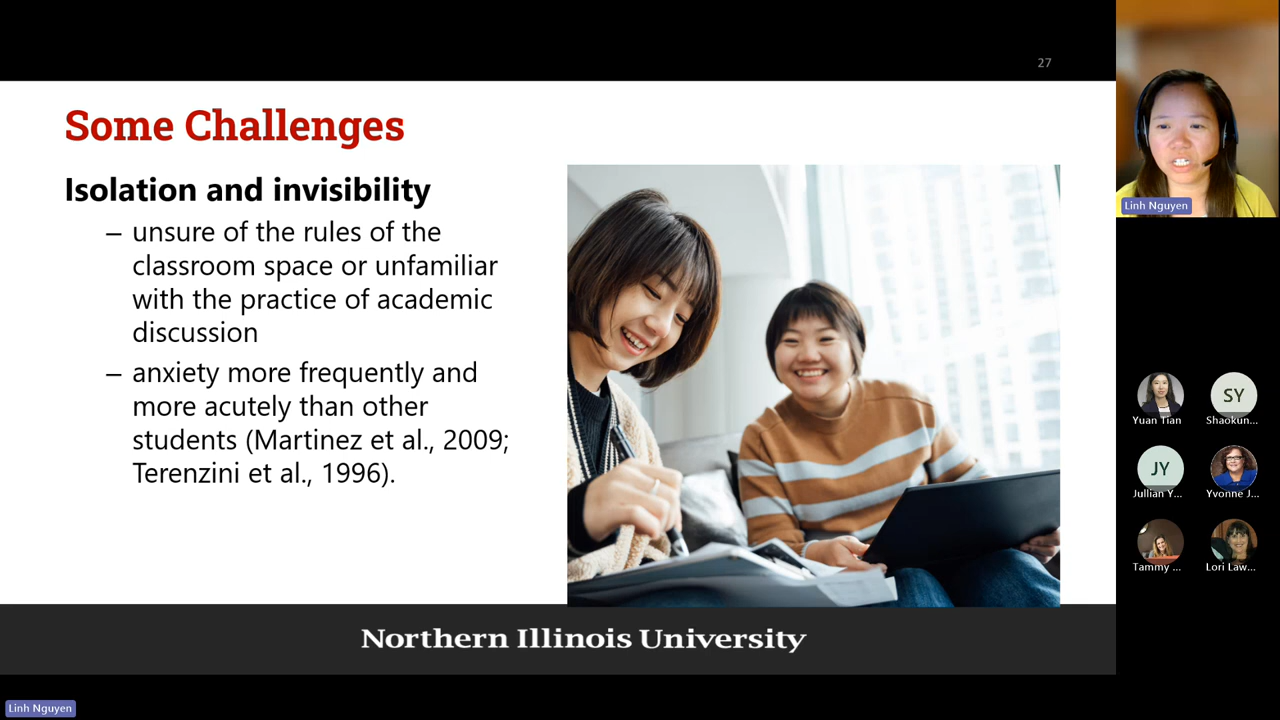 27
Some Challenges
Isolation and invisibility
– unsure of the rules of the
classroom space or unfamiliar
with the practice of academic
discussion
– anxiety more frequently and
more acutely than other
students (Martinez et al., 2009;
Terenzini et al., 1996).
Northern Illinois University
Linh Nguyen
Yuan Tian
SY
Shaokun...
JY
Jullian Y...
Yvonne J...
Tammy ...
Lori Law...
Linh Nguyen